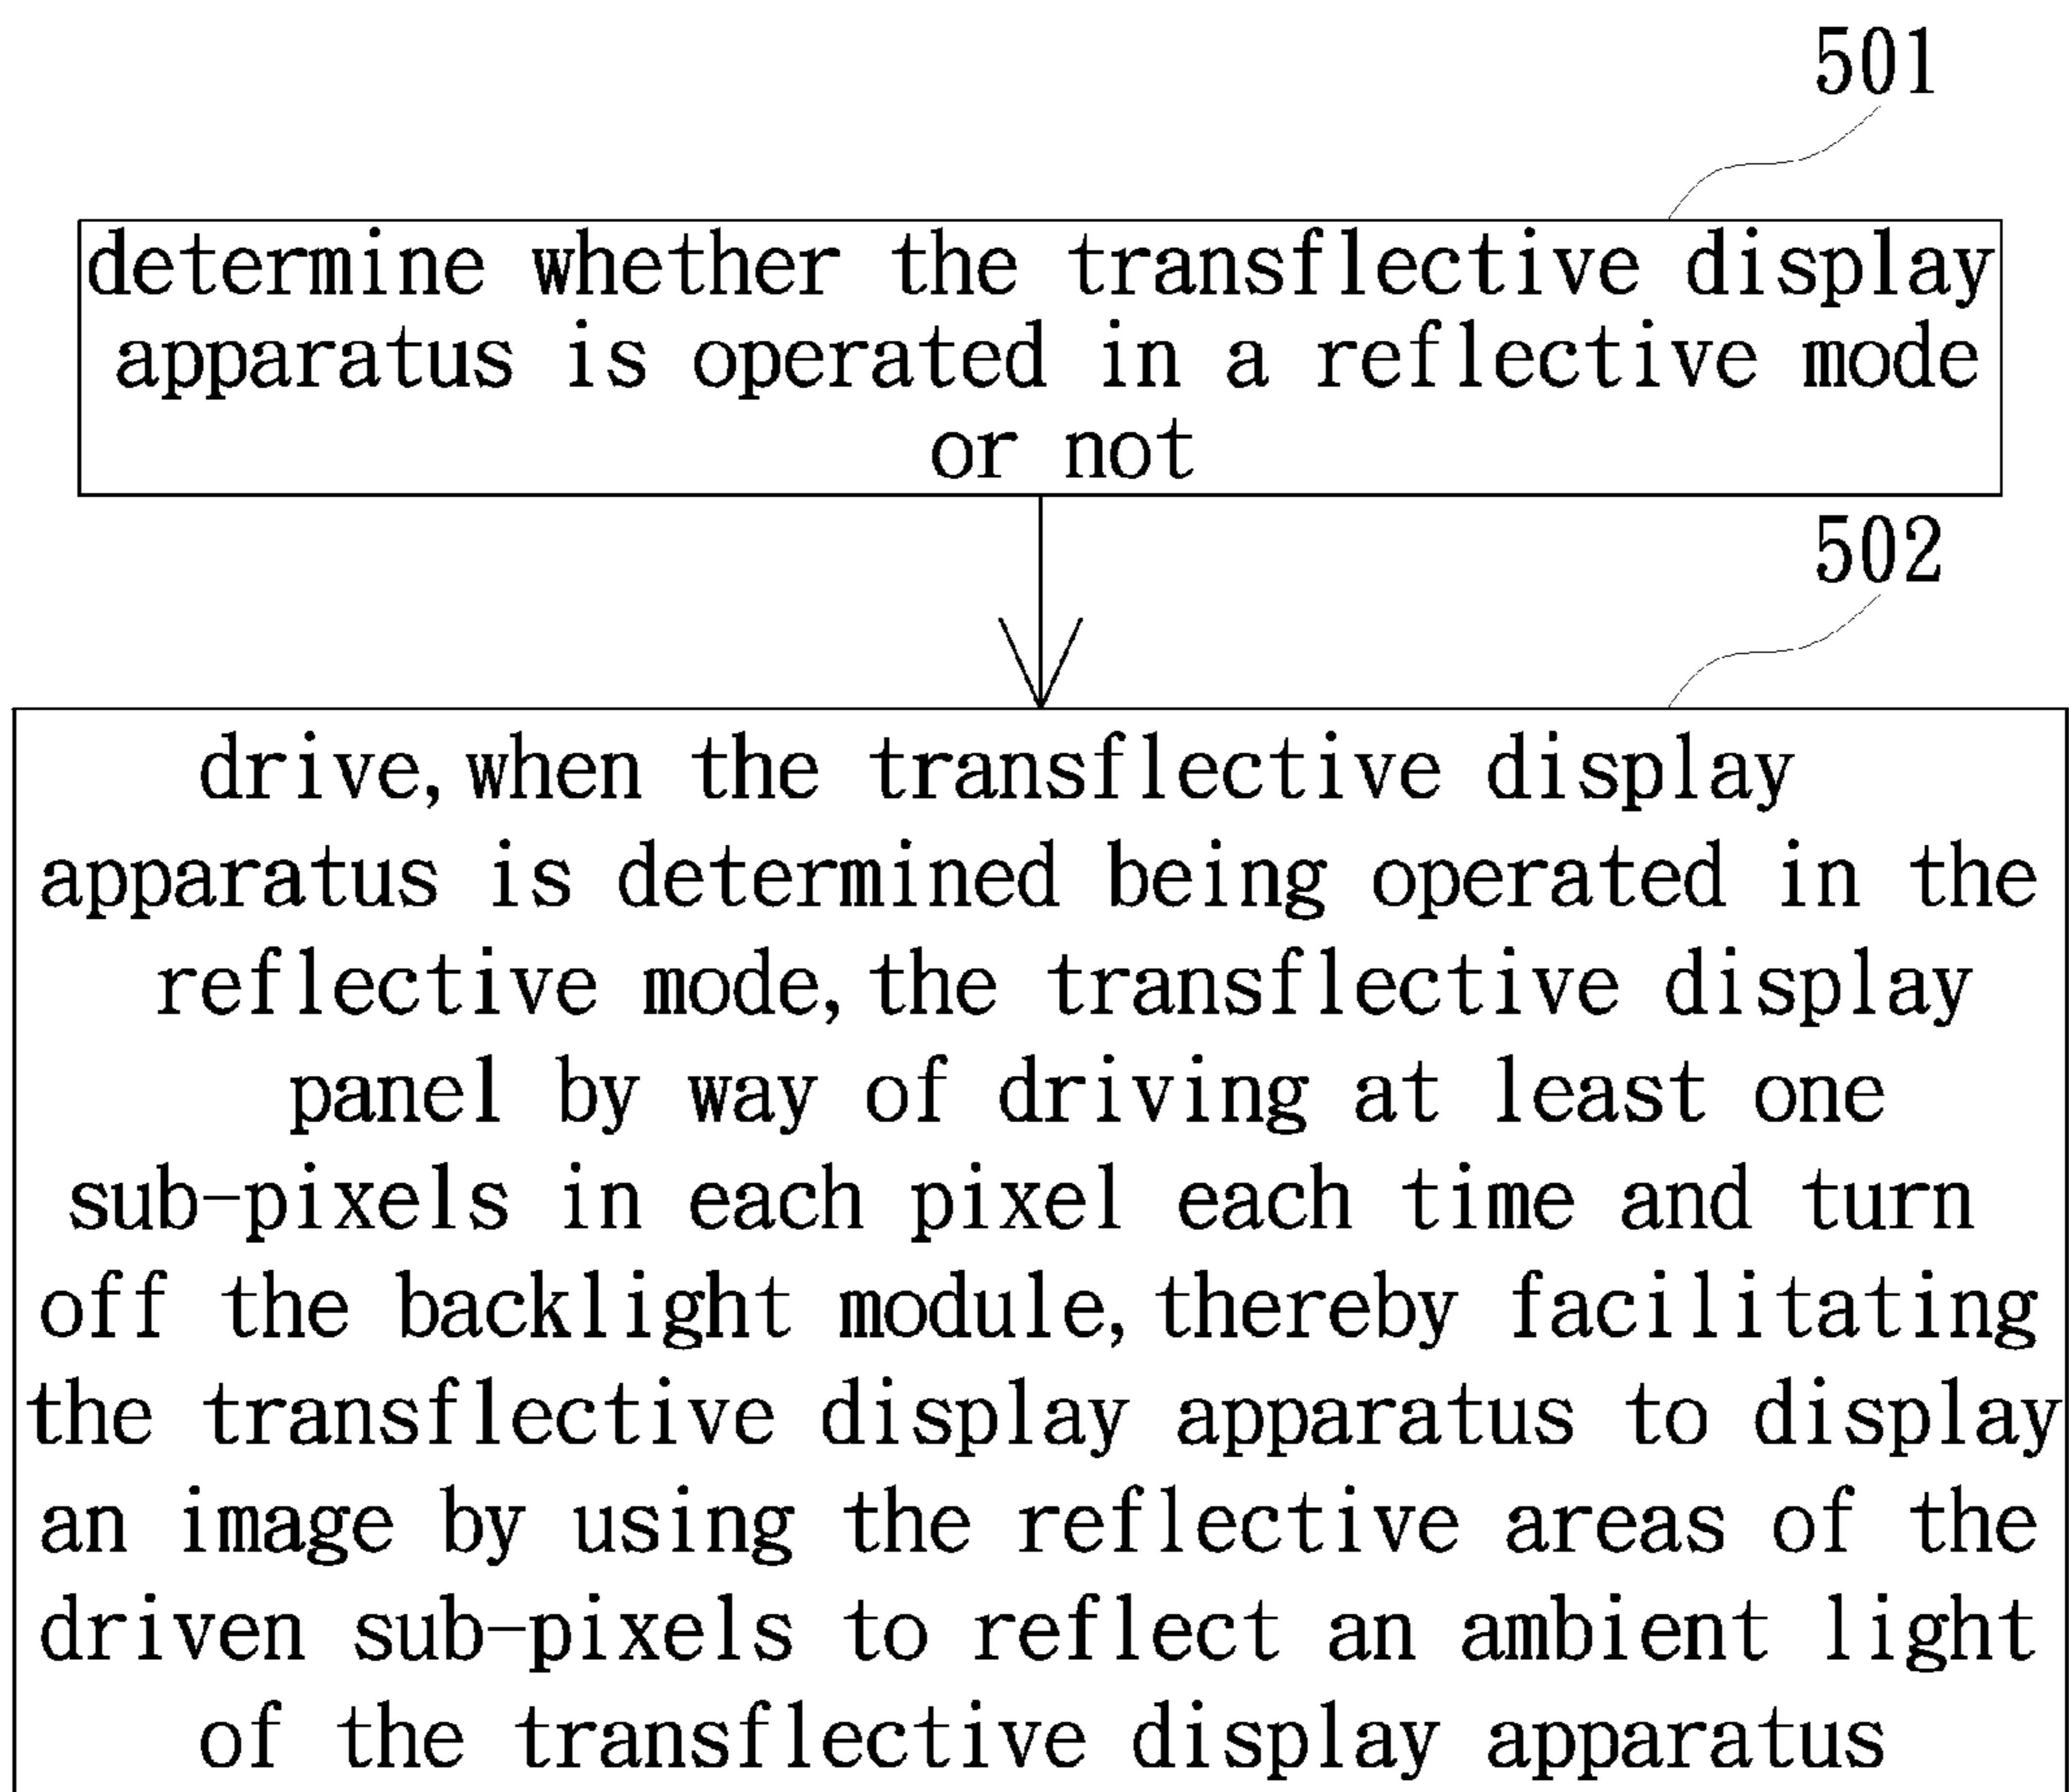 501
determine whether the transflective display
apparatus is operated in a reflective mode
or not
502
drive, when the transflective display
apparatus is determined being operated in the
reflective mode, the transflective display
panel by way of driving at least one
sub-pixels in each pixel each time and turn
off the backlight module, thereby facilitating
the transflective display apparatus to display
an image by using the reflective areas of the
driven sub-pixels to reflect an ambient light
of the transflective display apparatus